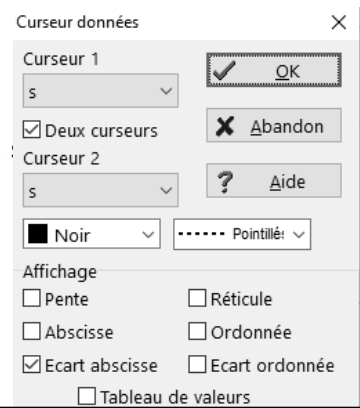 Curseur données
Curseur 1
OK
s
Deux curseurs
Abandon
Curseur 2
s
Aide
Noir
Pointillé
Affichage
Pente
Réticule
Abscisse
Ordonnée
Ecart abscisse
Ecart ordonnée
Tableau de valeurs